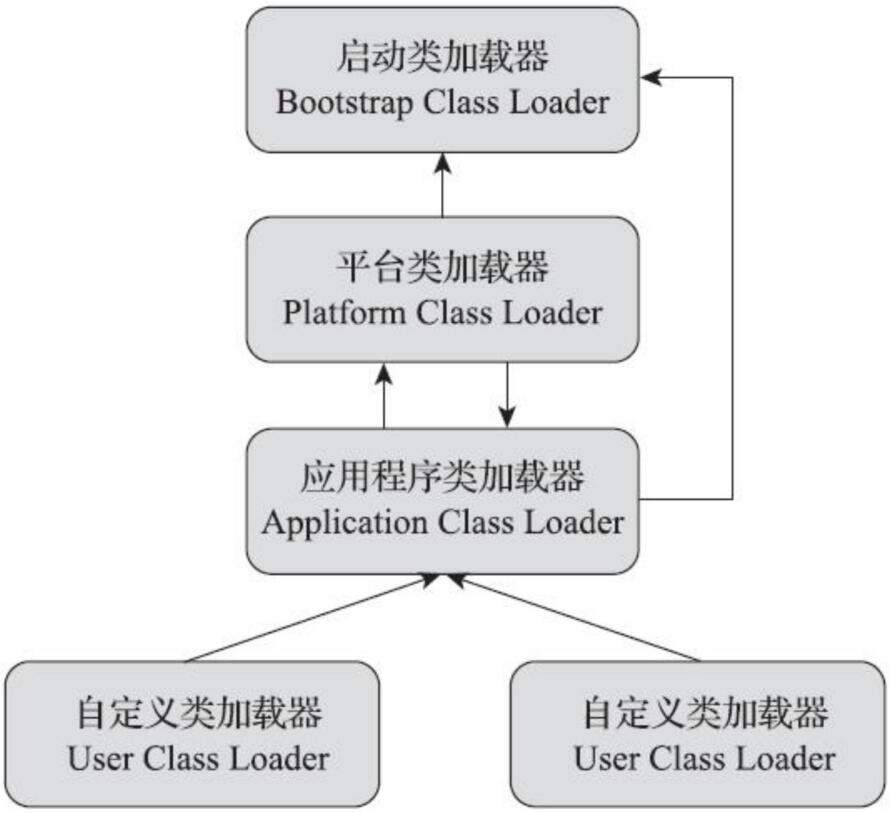 启动类加载器
Bootstrap Class Loader
平台类加载器
Platform Class Loader
应用程序类加载器
Application Class Loader
自定义类加载器
User Class Loader
自定义类加载器
User Class Loader